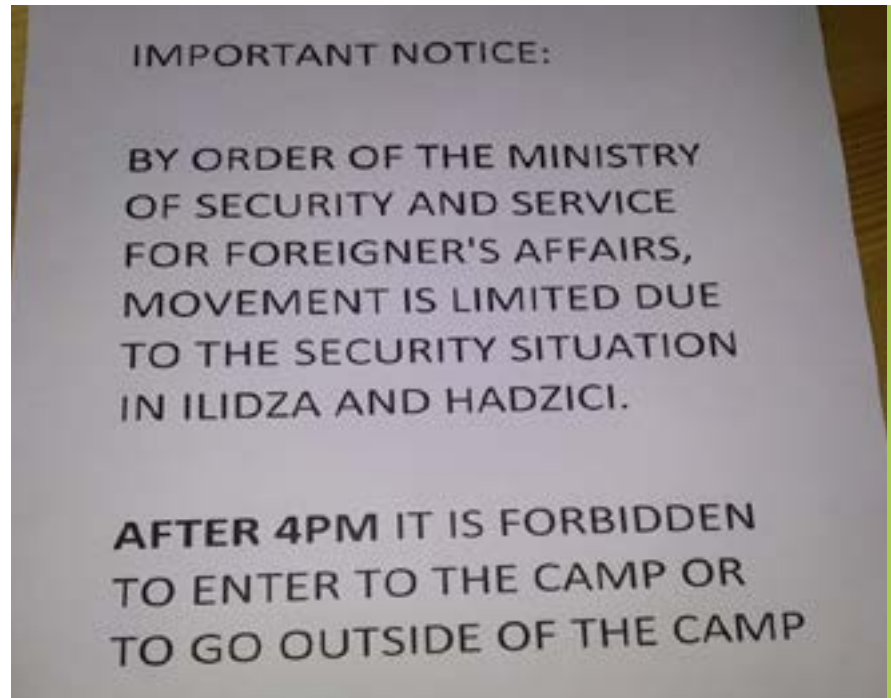 IMPORTANT NOTICE:
BY ORDER OF THE MINISTRY
OF SECURITY AND SERVICE
FOR FOREIGNER'S AFFAIRS,
MOVEMENT IS LIMITED DUE
TO THE SECURITY SITUATION
IN ILIDZA AND HADZICI.
AFTER 4PM IT IS FORBIDDEN
TO ENTER TO THE CAMP OR
TO GO OUTSIDE OF THE CAMP